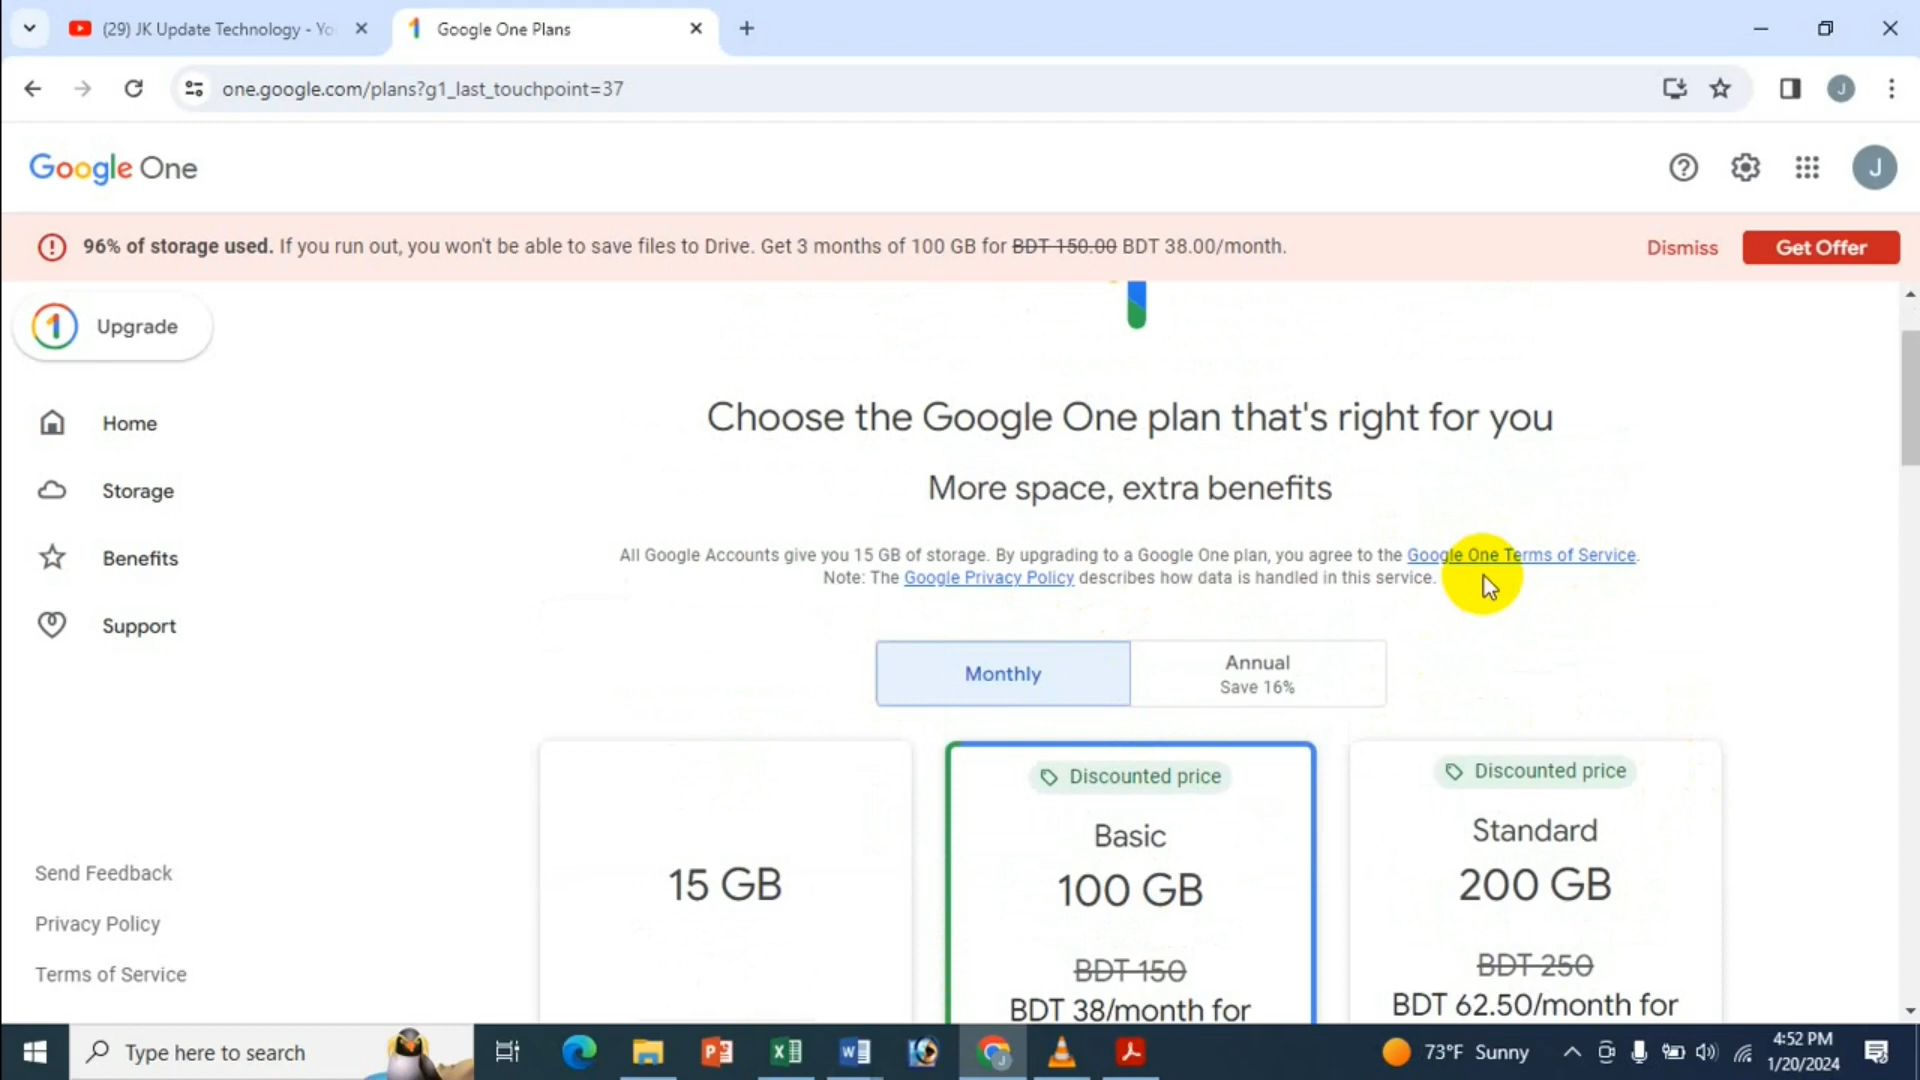 (29) JK Update Technology - Yo
Google One Plans
one.google.com/plans?g1_last_touchpoint=37
J
Google One
J
96% of storage used. If you run out, you won't be able to save files to Drive. Get 3 months of 100 GB for BDT 150.00 BDT 38.00/month.
Dismiss
Get Offer
1 Upgrade
Home
Storage
Benefits
Support
Send Feedback
Privacy Policy
Terms of Service
Choose the Google One plan that's right for you
More space, extra benefits
All Google Accounts give you 15 GB of storage. By upgrading to a Google One plan, you agree to the Google One Terms of Service.
Note: The Google Privacy Policy describes how data is handled in this service.
Monthly
Annual
Save 16%
15 GB
Discounted price
Basic
100 GB
BDT 150
BDT 38/month for
Discounted price
Standard
200 GB
BDT 250
BDT 62.50/month for
Type here to search
73°F Sunny
4:52 PM
1/20/2024